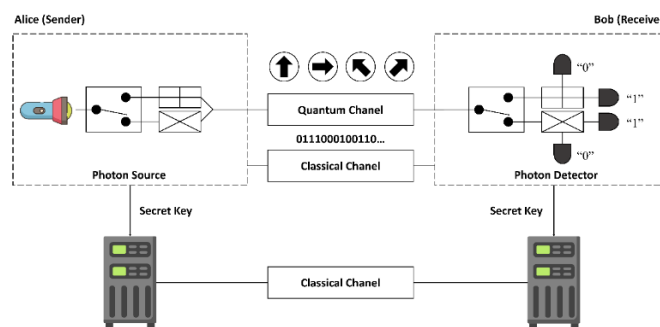 Alice (Sender)
Bob (Receive
Quantum Chanel
0111000100110...
Classical Chanel
“0”
“1”
“1”
“0”
Photon Source
Photon Detector
Secret Key
Secret Key
Classical Chanel